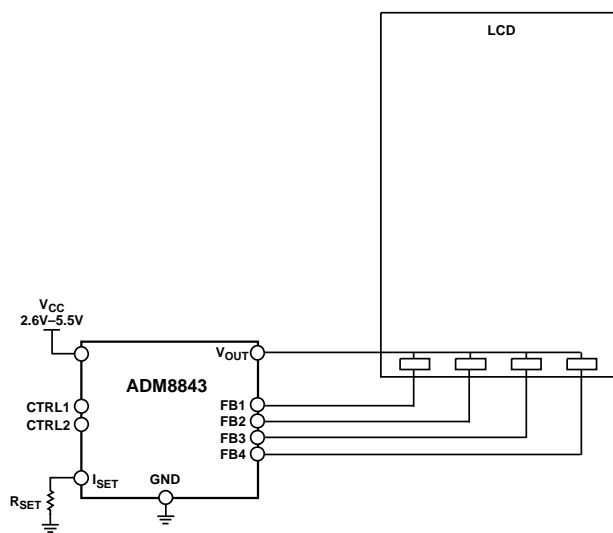 LCD
VCC
2.6V–5.5V
VOUT
ADM8843
CTRL1
CTRL2
FB1
FB2
FB3
FB4
ISET
GND
RSET